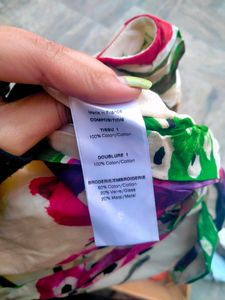 Made in France
COMPOSITION
TISSU 1
100% Coton/Cotton
DOUBLURE 1
100% Coton/Cotton
BRODERIE/EMBROIDERIE
60% Coton/Cotton
20% Verre/Glass
20% Metal/Metal